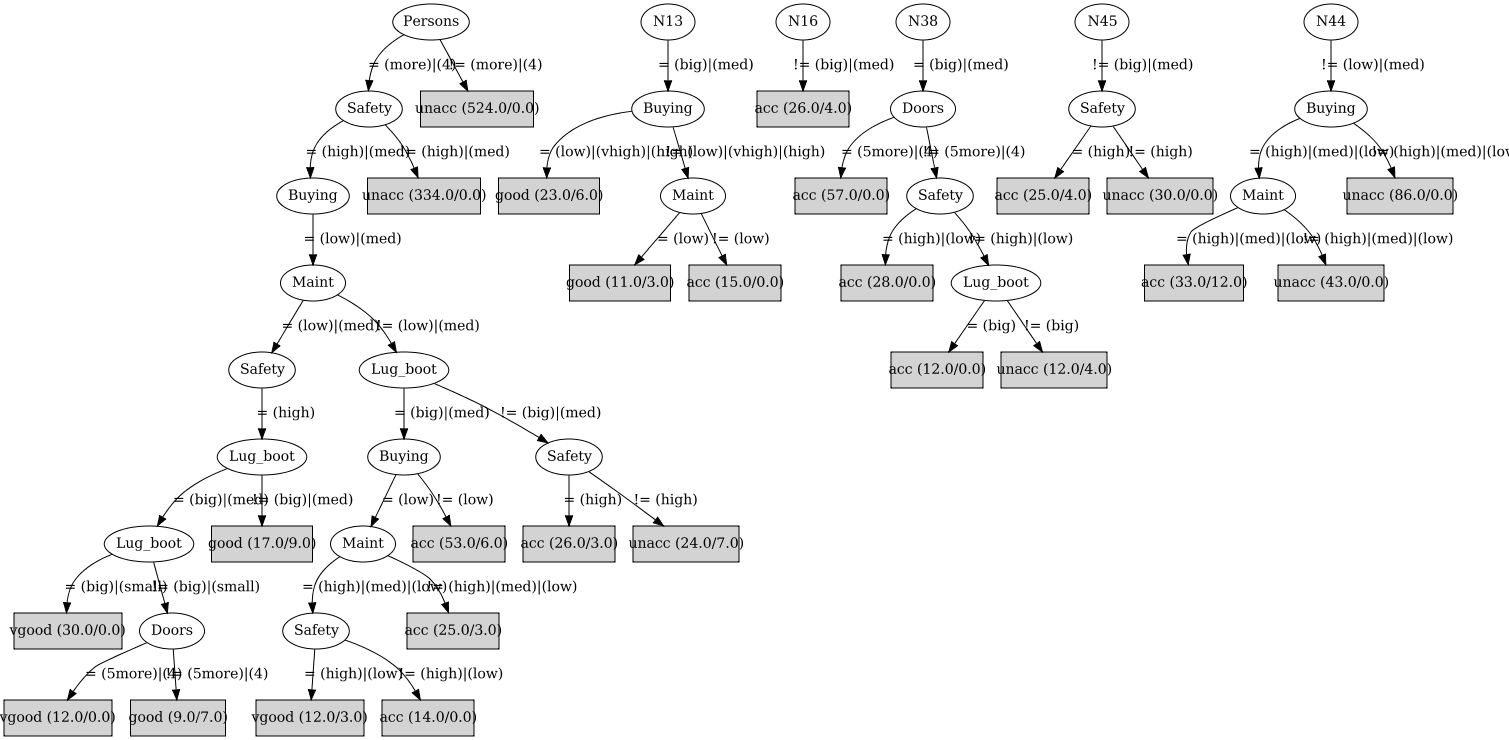 Persons N13 N16 N38 N45 N44
= (more)|(4) != (more)|(4) = (big)|(med) != (big)|(med) = (big)|(med) != (big)|(med) != (low)|(med)
Safety unacc (524.0/0.0) Buying acc (26.0/4.0) Doors Safety Buying
= (high)|(med) != (high)|(med) = (low)|(vhigh)|(high) != (low)|(vhigh)|(high) = (5more)|(4) != (5more)|(4) = (high) != (high) = (high)|(med)|(low) != (high)|(med)|(low)
Buying unacc (334.0/0.0) good (23.0/6.0) Maint acc (57.0/0.0) Safety acc (25.0/4.0) unacc (30.0/0.0) Maint unacc (86.0/0.0)
= (low)|(med) = (low) != (low) = (high)|(low) != (high)|(low) = (high)|(med)|(low) != (high)|(med)|(low)
Maint good (11.0/3.0) acc (15.0/0.0) acc (28.0/0.0) Lug_boot acc (33.0/12.0) unacc (43.0/0.0)
= (low)|(med) != (low)|(med) = (big) != (big)
Safety Lug_boot acc (12.0/0.0) unacc (12.0/4.0)
= (high) = (big)|(med) != (big)|(med)
Lug_boot Buying Safety
= (big)|(med) != (big)|(med) = (low) != (low) = (high) != (high)
Lug_boot good (17.0/9.0) Maint acc (53.0/6.0) acc (26.0/3.0) unacc (24.0/7.0)
= (big)|(small) != (big)|(small) = (high)|(med)|(low) != (high)|(med)|(low)
vgood (30.0/0.0) Doors Safety acc (25.0/3.0)
= (5more)|(4) != (5more)|(4) = (high)|(low) != (high)|(low)
vgood (12.0/0.0) good (9.0/7.0) vgood (12.0/3.0) acc (14.0/0.0)